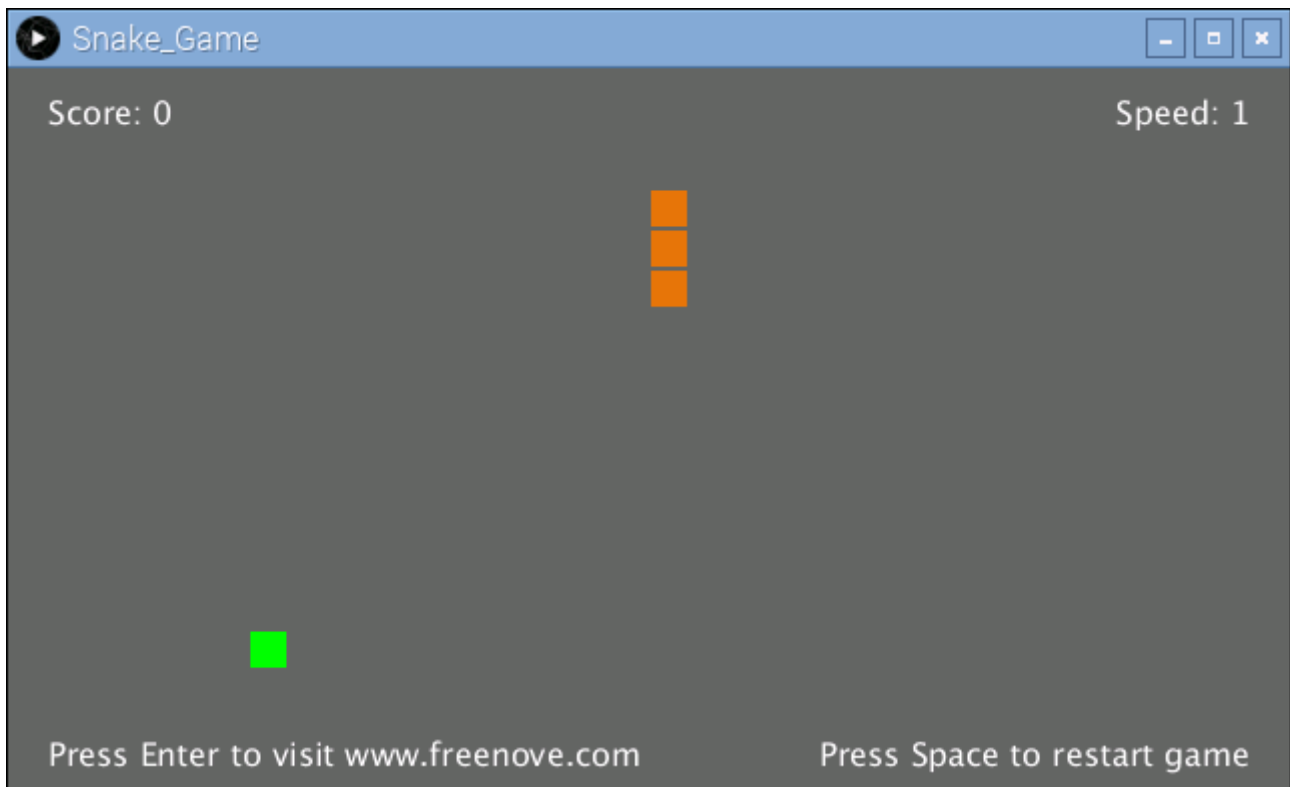 Snake_Game
Score: 0
Speed: 1
Press Enter to visit www.freenove.com
Press Space to restart game